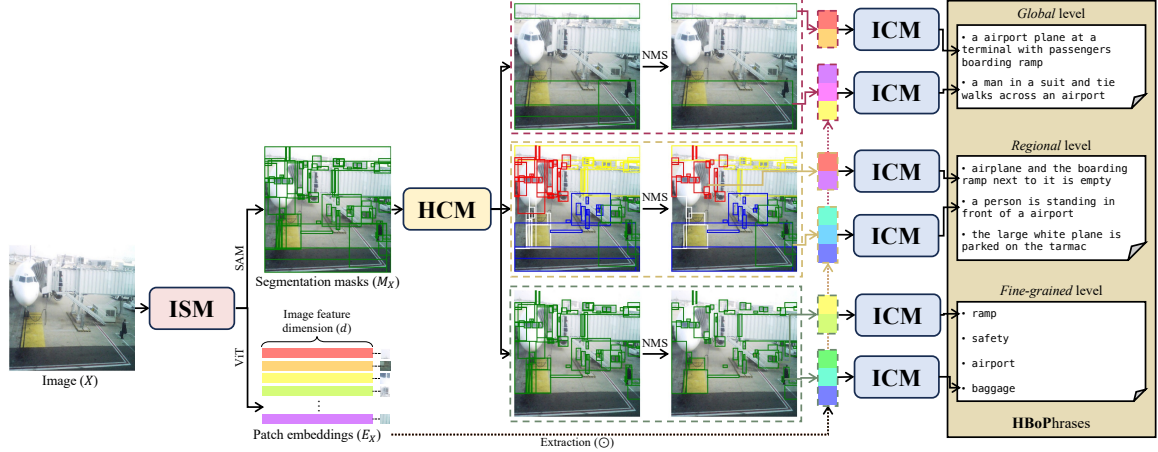 Image (X)
ISM
SAM
ViT
Segmentation masks (M_X)
Image feature
dimension (d)
⋮
Patch embeddings (E_X)
HCM
NMS
NMS
NMS
Extraction (⊙)
ICM
ICM
ICM
ICM
ICM
ICM
Global level
• a airport plane at a
terminal with passengers
boarding ramp
• a man in a suit and tie
walks across an airport
Regional level
• airplane and the boarding
ramp next to it is empty
• a person is standing in
front of a airport
• the large white plane is
parked on the tarmac
Fine-grained level
• ramp
• safety
• airport
• baggage
HBoPhrases